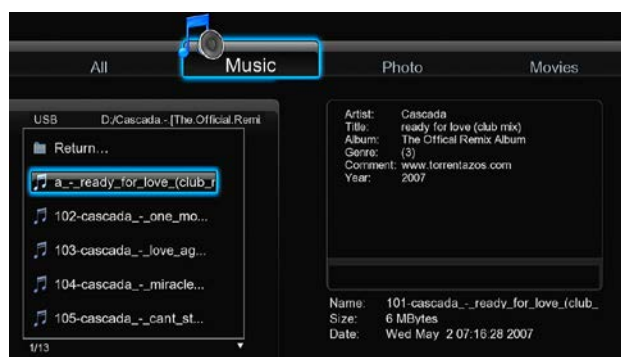 All Music Photo Movies
USB D:/Cascada.-.[The.Official.Remi
Return...
a_-_ready_for_love_(club_r
102-cascada_-_one_mo...
103-cascada_-_love_ag...
104-cascada_-_miracle...
105-cascada_-_cant_st...
1/13
Artist: Cascada
Title: ready for love (club mix)
Album: The Offical Remix Album
Genre: (3)
Comment: www.torrentazos.com
Year: 2007
Name: 101-cascada_-_ready_for_love_(club_
Size: 6 MBytes
Date: Wed May 2 07:16:28 2007